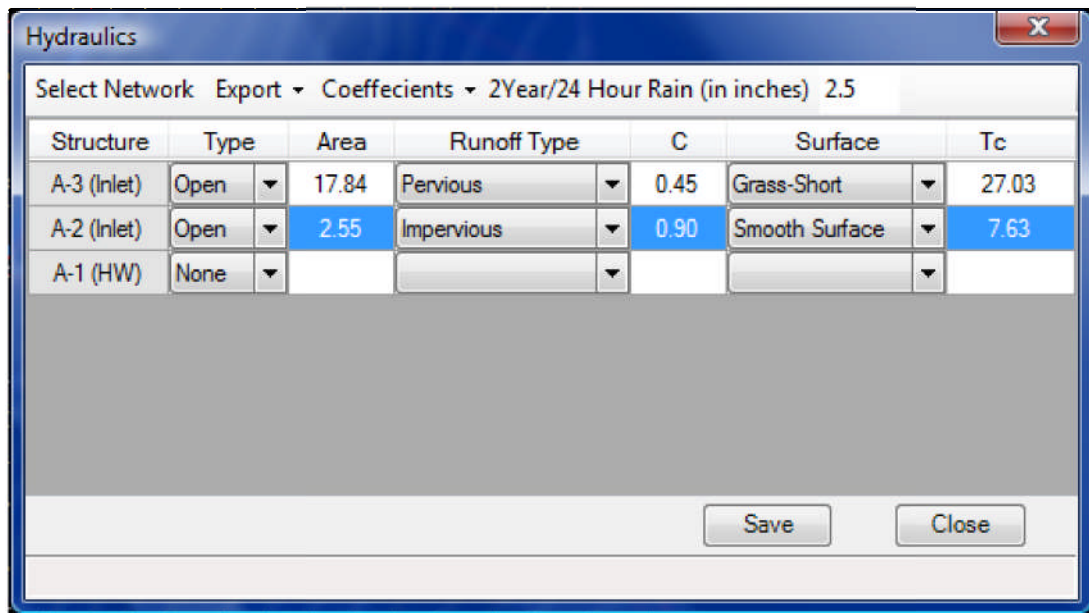 Hydraulics
X
Select Network Export Coeffecients 2Year/24 Hour Rain (in inches) 2.5
Structure Type Area Runoff Type C Surface Tc
A-3 (Inlet) Open 17.84 Pervious 0.45 Grass-Short 27.03
A-2 (Inlet) Open 2.55 Impervious 0.90 Smooth Surface 7.63
A-1 (HW) None
Save Close